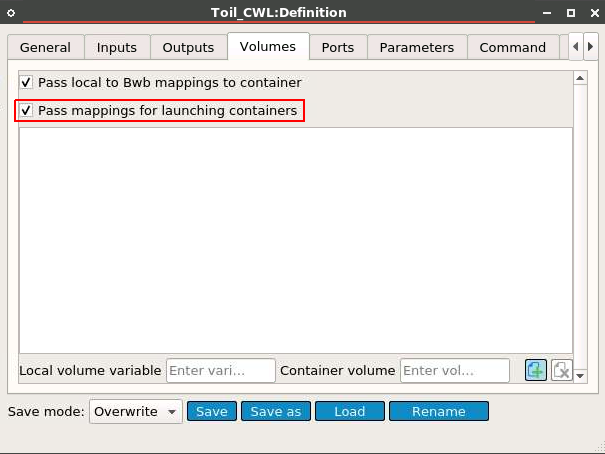 Toil_CWL:Definition
General Inputs Outputs Volumes Ports Parameters Command
Pass local to Bwb mappings to container
Pass mappings for launching containers
Local volume variable Enter vari... Container volume Enter vol...
Save mode: Overwrite Save Save as Load Rename